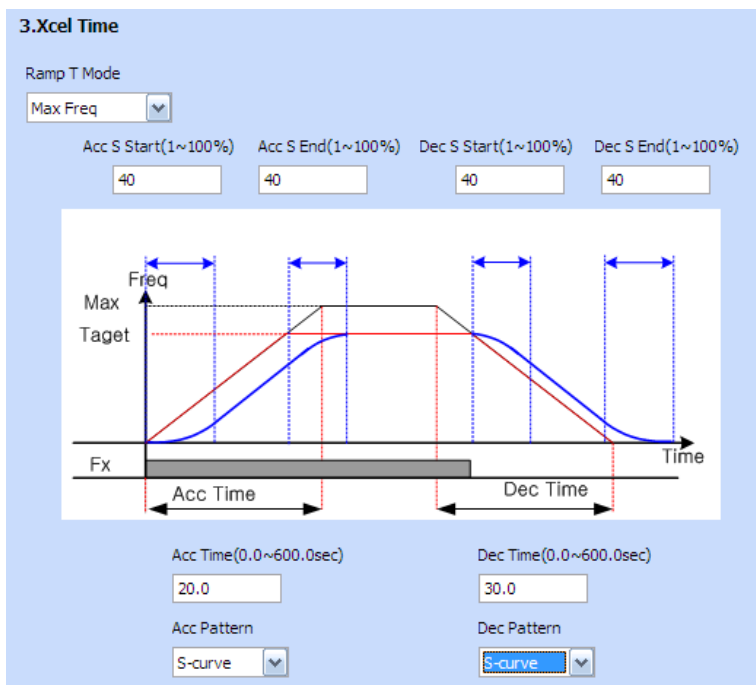 3.Xcel Time
Ramp T Mode
Max Freq
Acc S Start(1~100%) Acc S End(1~100%) Dec S Start(1~100%) Dec S End(1~100%)
40 40 40 40
Freq
Max
Taget
Time
Fx
Acc Time Dec Time
Acc Time(0.0~600.0sec) Dec Time(0.0~600.0sec)
20.0 30.0
Acc Pattern Dec Pattern
S-curve S-curve